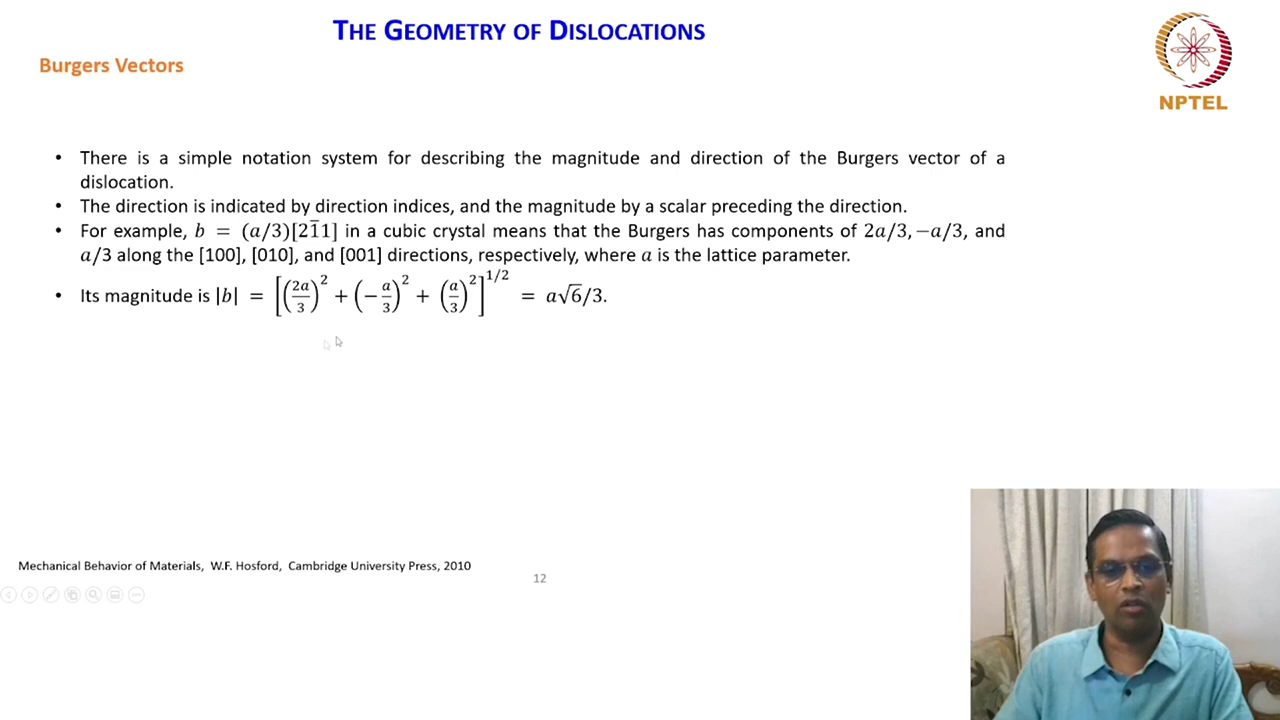 THE GEOMETRY OF DISLOCATIONS
Burgers Vectors
NPTEL
• There is a simple notation system for describing the magnitude and direction of the Burgers vector of a
dislocation.
• The direction is indicated by direction indices, and the magnitude by a scalar preceding the direction.
• For example, b = (a/3)[21̅1] in a cubic crystal means that the Burgers has components of 2a/3, −a/3, and
a/3 along the [100], [010], and [001] directions, respectively, where a is the lattice parameter.
• Its magnitude is |b| = [(2a/3)² + (−a/3)² + (a/3)²]^1/2 = a√6/3.
Mechanical Behavior of Materials, W.F. Hosford, Cambridge University Press, 2010
12